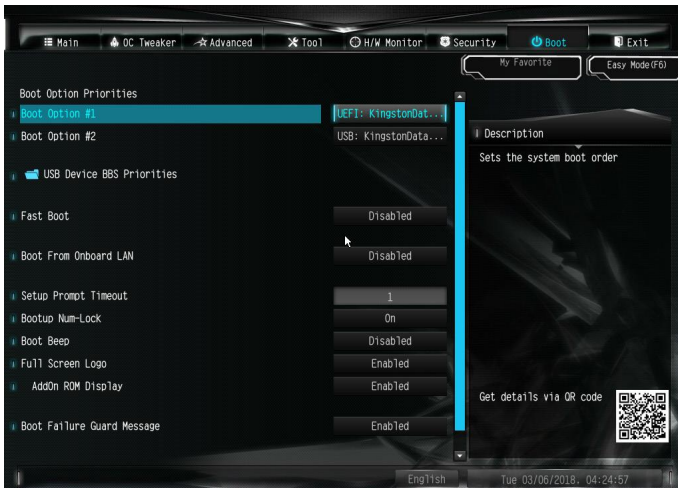 Main OC Tweaker Advanced Tool H/W Monitor Security Boot Exit
My Favorite Easy Mode(F6)
Boot Option Priorities
Boot Option #1 UEFI: KingstonDat...
Boot Option #2 USB: KingstonData...
USB Device BBS Priorities
Fast Boot Disabled
Boot From Onboard LAN Disabled
Setup Prompt Timeout 1
Bootup Num-Lock On
Boot Beep Disabled
Full Screen Logo Enabled
AddOn ROM Display Enabled
Boot Failure Guard Message Enabled
Description
Sets the system boot order
Get details via QR code
English Tue 03/06/2018. 04:24:57